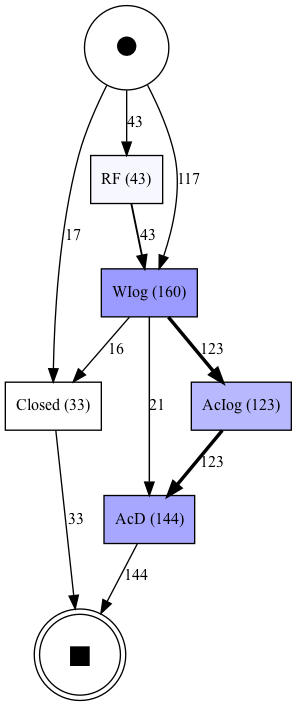 43
RF (43)
17
117
43
WIog (160)
16
123
Closed (33)
21
AcIog (123)
123
AcD (144)
33
144